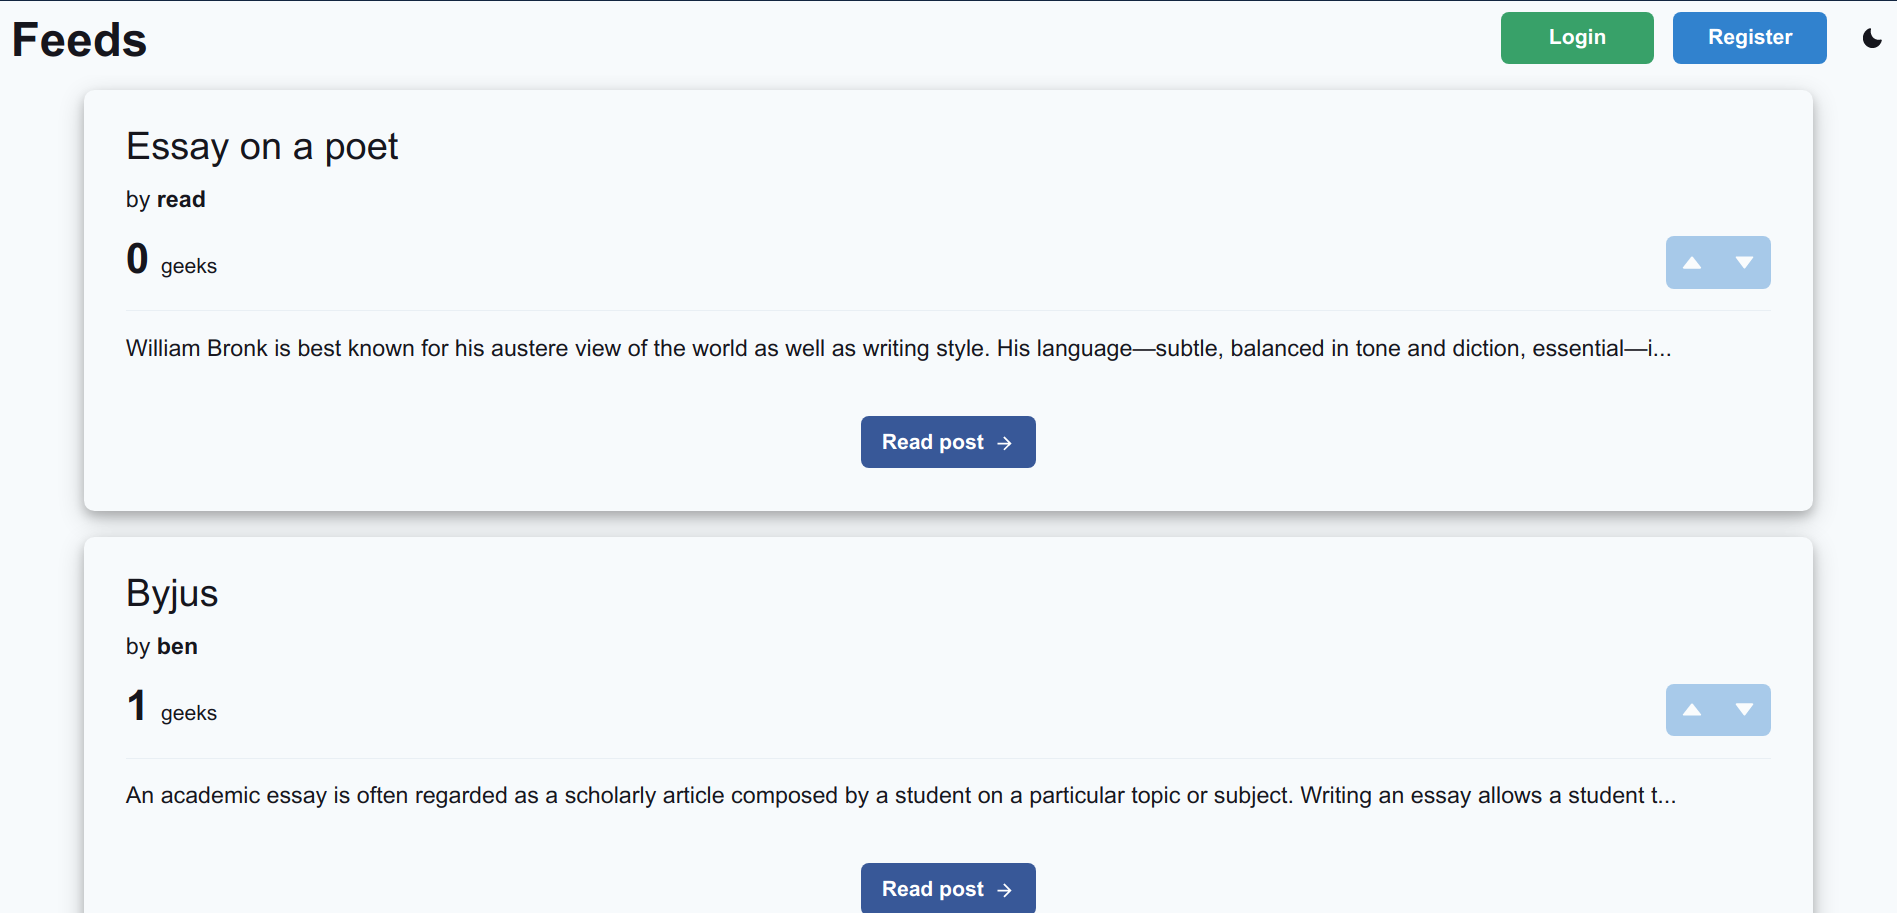 Feeds
Login
Register
Essay on a poet
by read
0 geeks
William Bronk is best known for his austere view of the world as well as writing style. His language—subtle, balanced in tone and diction, essential—i...
Read post
Byjus
by ben
1 geeks
An academic essay is often regarded as a scholarly article composed by a student on a particular topic or subject. Writing an essay allows a student t...
Read post